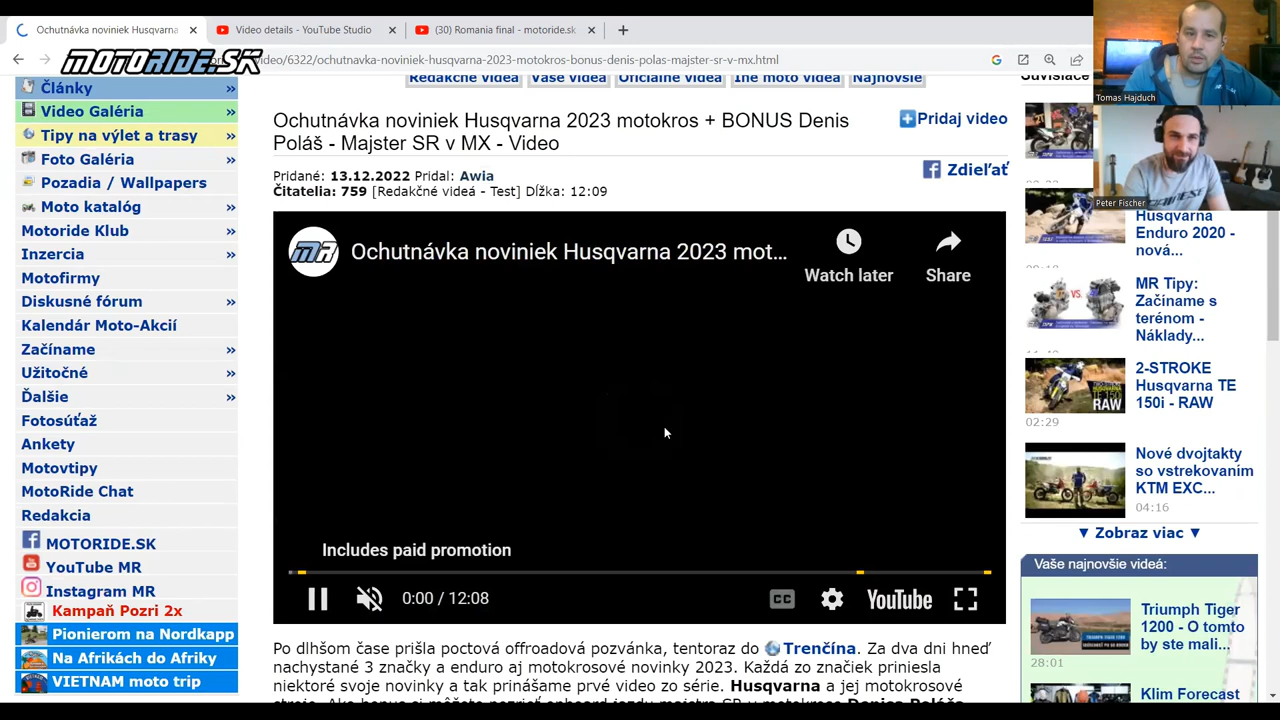 Ochutnávka noviniek Husqvarna
Video details - YouTube Studio
(30) Romania final - motoride.sk
MOTORIDE.SK
video/6322/ochutnavka-noviniek-husqvarna-2023-motokros-bonus-denis-polas-majster-sr-v-mx.html
Články »
Video Galéria »
Tipy na výlet a trasy »
Foto Galéria »
Pozadia / Wallpapers
Moto katalóg »
Motoride Klub »
Inzercia »
Motofirmy
Diskusné fórum »
Kalendár Moto-Akcií
Začíname »
Užitočné »
Ďalšie »
Fotosúťaž
Ankety
Motovtipy
MotoRide Chat
Redakcia
MOTORIDE.SK
YouTube MR
Instagram MR
Kampaň Pozri 2x
Pionierom na Nordkapp
Na Afrikách do Afriky
VIETNAM moto trip
Redakčné videá Vaše videá Oficiálne videá Iné moto videá Najnovšie
Ochutnávka noviniek Husqvarna 2023 motokros + BONUS Denis
Poláš - Majster SR v MX - Video
Pridaj video
Pridané: 13.12.2022 Pridal: Awia
Čitatelia: 759 [Redakčné videá - Test] Dĺžka: 12:09
Zdieľať
MR
Ochutnávka noviniek Husqvarna 2023 mot...
Watch later
Share
Includes paid promotion
0:00 / 12:08
CC
YouTube
Po dlhšom čase prišla poctová offroadová pozvánka, tentoraz do Trenčína. Za dva dni hneď
nachystané 3 značky a enduro aj motokrosové novinky 2023. Každá zo značiek priniesla
niektoré svoje novinky a tak prinášame prvé video zo série. Husqvarna a jej motokrosové
Súvisiace
Tomas Hajduch
Peter Fischer
Husqvarna
Enduro 2020 -
nová...
MR Tipy:
Začíname s
terénom -
Náklady...
VS.
2-STROKE
Husqvarna TE
150i - RAW
RAW
02:29
Nové dvojtakty
so vstrekovaním
KTM EXC...
04:16
▼ Zobraz viac ▼
Vaše najnovšie videá:
Triumph Tiger
1200 - O tomto
by ste mali...
28:01
Klim Forecast